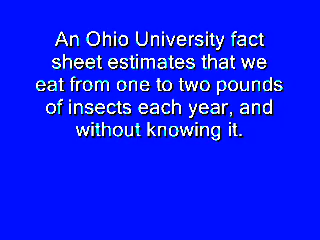 An Ohio University fact
sheet estimates that we
eat from one to two pounds
of insects each year, and
without knowing it.